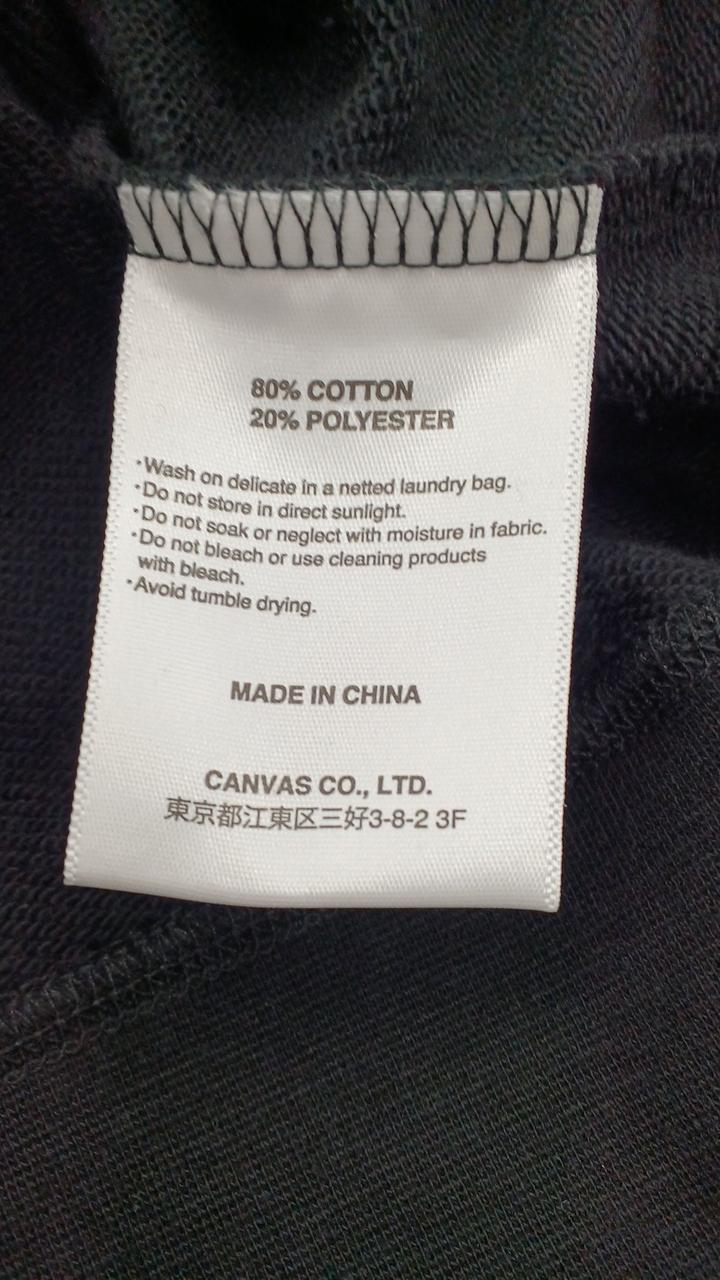 80% COTTON
20% POLYESTER
·Wash on delicate in a netted laundry bag.
·Do not store in direct sunlight.
·Do not soak or neglect with moisture in fabric.
·Do not bleach or use cleaning products
with bleach.
·Avoid tumble drying.
MADE IN CHINA
CANVAS CO., LTD.
東京都江東区三好3-8-2 3F